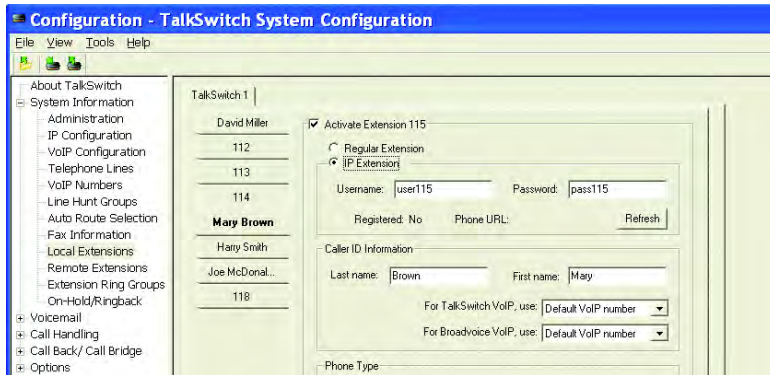 Configuration - TalkSwitch System Configuration
File View Tools Help
About TalkSwitch
System Information
Administration
IP Configuration
VoIP Configuration
Telephone Lines
VoIP Numbers
Line Hunt Groups
Auto Route Selection
Fax Information
Local Extensions
Remote Extensions
Extension Ring Groups
On-Hold/Ringback
Voicemail
Call Handling
Call Back/ Call Bridge
Options
TalkSwitch 1
David Miller
112
113
114
Mary Brown
Harry Smith
Joe McDonal...
118
Activate Extension 115
Regular Extension
IP Extension
Username: user115 Password: pass115
Registered: No Phone URL: Refresh
Caller ID Information
Last name: Brown First name: Mary
For TalkSwitch VoIP, use: Default VoIP number
For Broadvoice VoIP, use: Default VoIP number
Phone Type